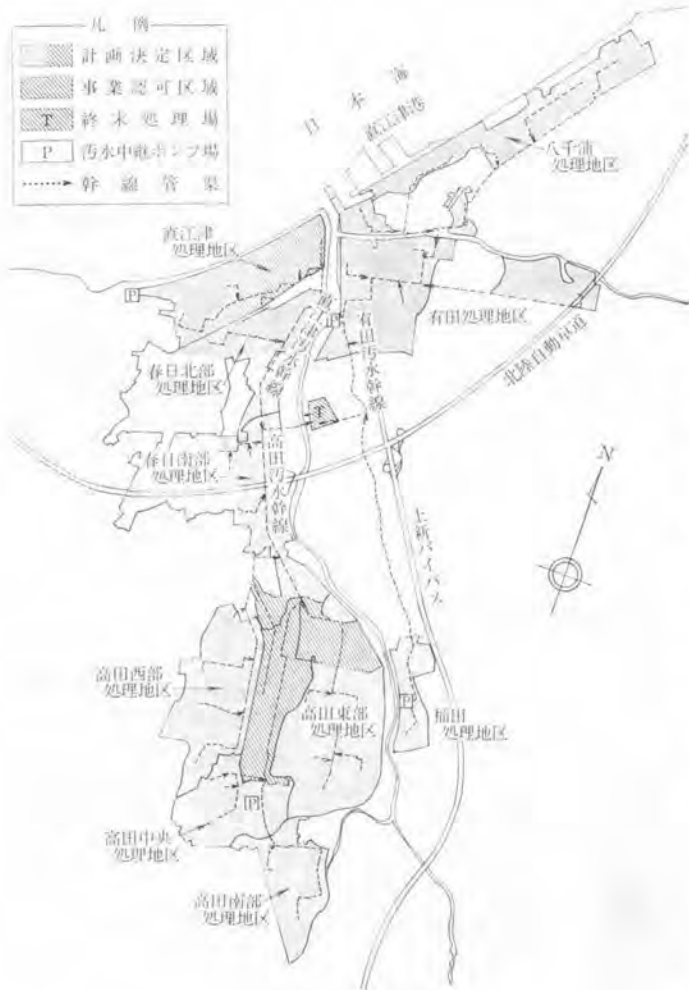 凡例
計画決定区域
事業認可区域
T 終末処理場
P 汚水中継ポンプ場
幹線管渠
日本海
直江津港
八千浦
処理地区
直江津
処理地区
P
P
有田処理地区
北陸自動車道
直江津汚水幹線
有田汚水幹線
春日北部
処理地区
T
高田汚水幹線
春日南部
処理地区
N
上新バイパス
高田西部
処理地区
高田東部
処理地区
P
稲田
処理地区
P
高田中央
処理地区
高田南部
処理地区